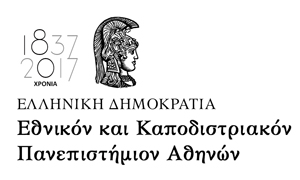 1837
2017
ΧΡΟΝΙΑ
ΕΛΛΗΝΙΚΗ ΔΗΜΟΚΡΑΤΙΑ
Εθνικόν και Καποδιστριακόν
Πανεπιστήμιον Αθηνών